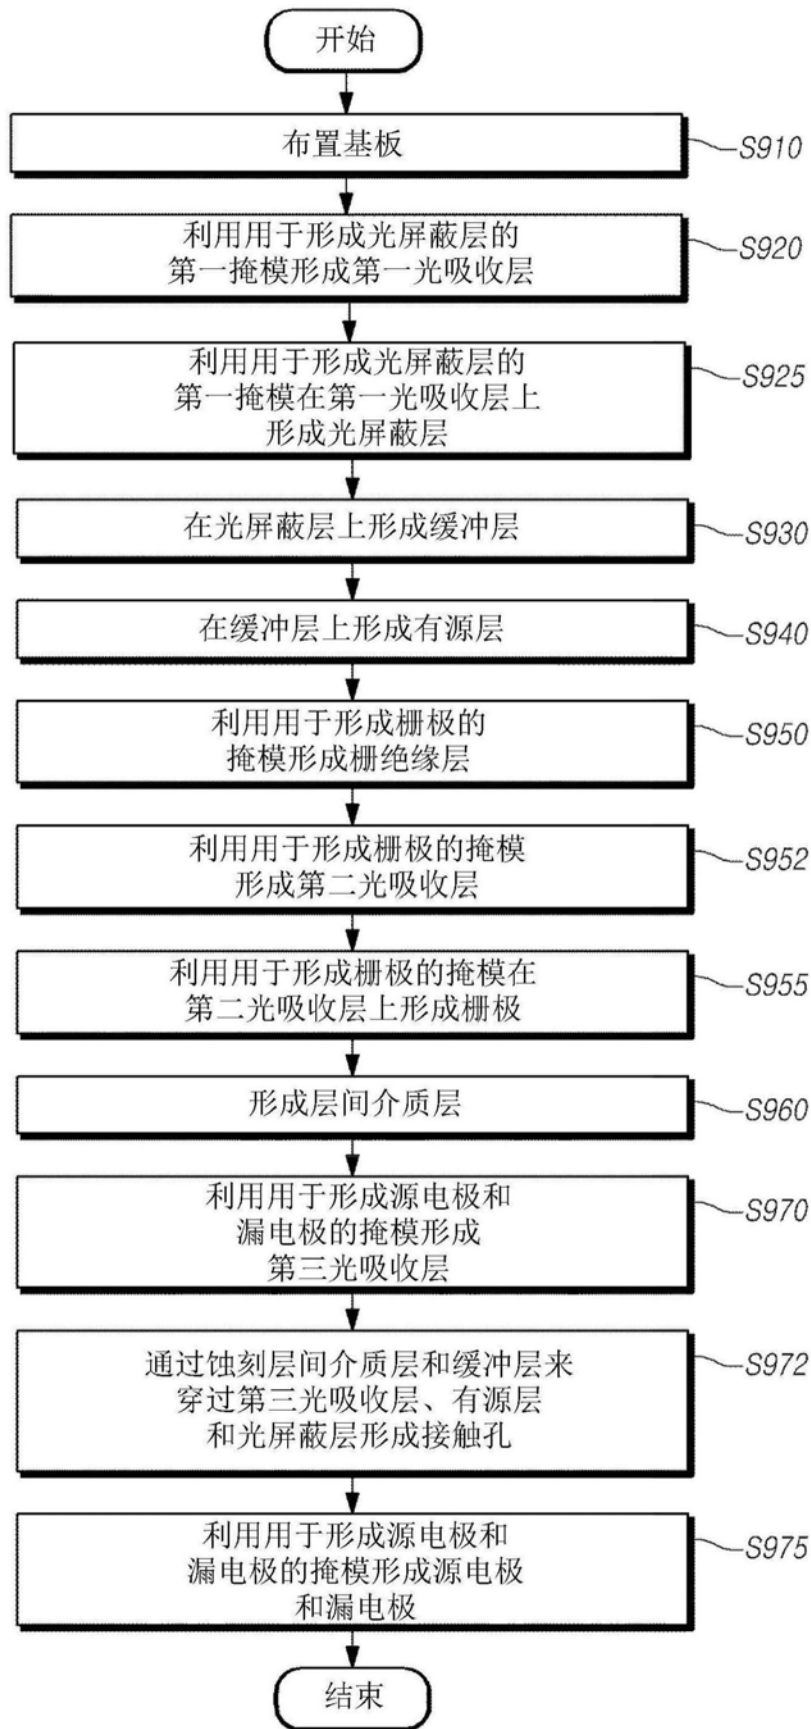 开始
布置基板
S910
利用用于形成光屏蔽层的
第一掩模形成第一光吸收层
S920
利用用于形成光屏蔽层的
第一掩模在第一光吸收层上
形成光屏蔽层
S925
在光屏蔽层上形成缓冲层
S930
在缓冲层上形成有源层
S940
利用用于形成栅极的
掩模形成栅绝缘层
S950
利用用于形成栅极的掩模
形成第二光吸收层
S952
利用用于形成栅极的掩模在
第二光吸收层上形成栅极
S955
形成层间介质层
S960
利用用于形成源电极和
漏电极的掩模形成
第三光吸收层
S970
通过蚀刻层间介质层和缓冲层来
穿过第三光吸收层、有源层
和光屏蔽层形成接触孔
S972
利用用于形成源电极和
漏电极的掩模形成源电极
和漏电极
S975
结束